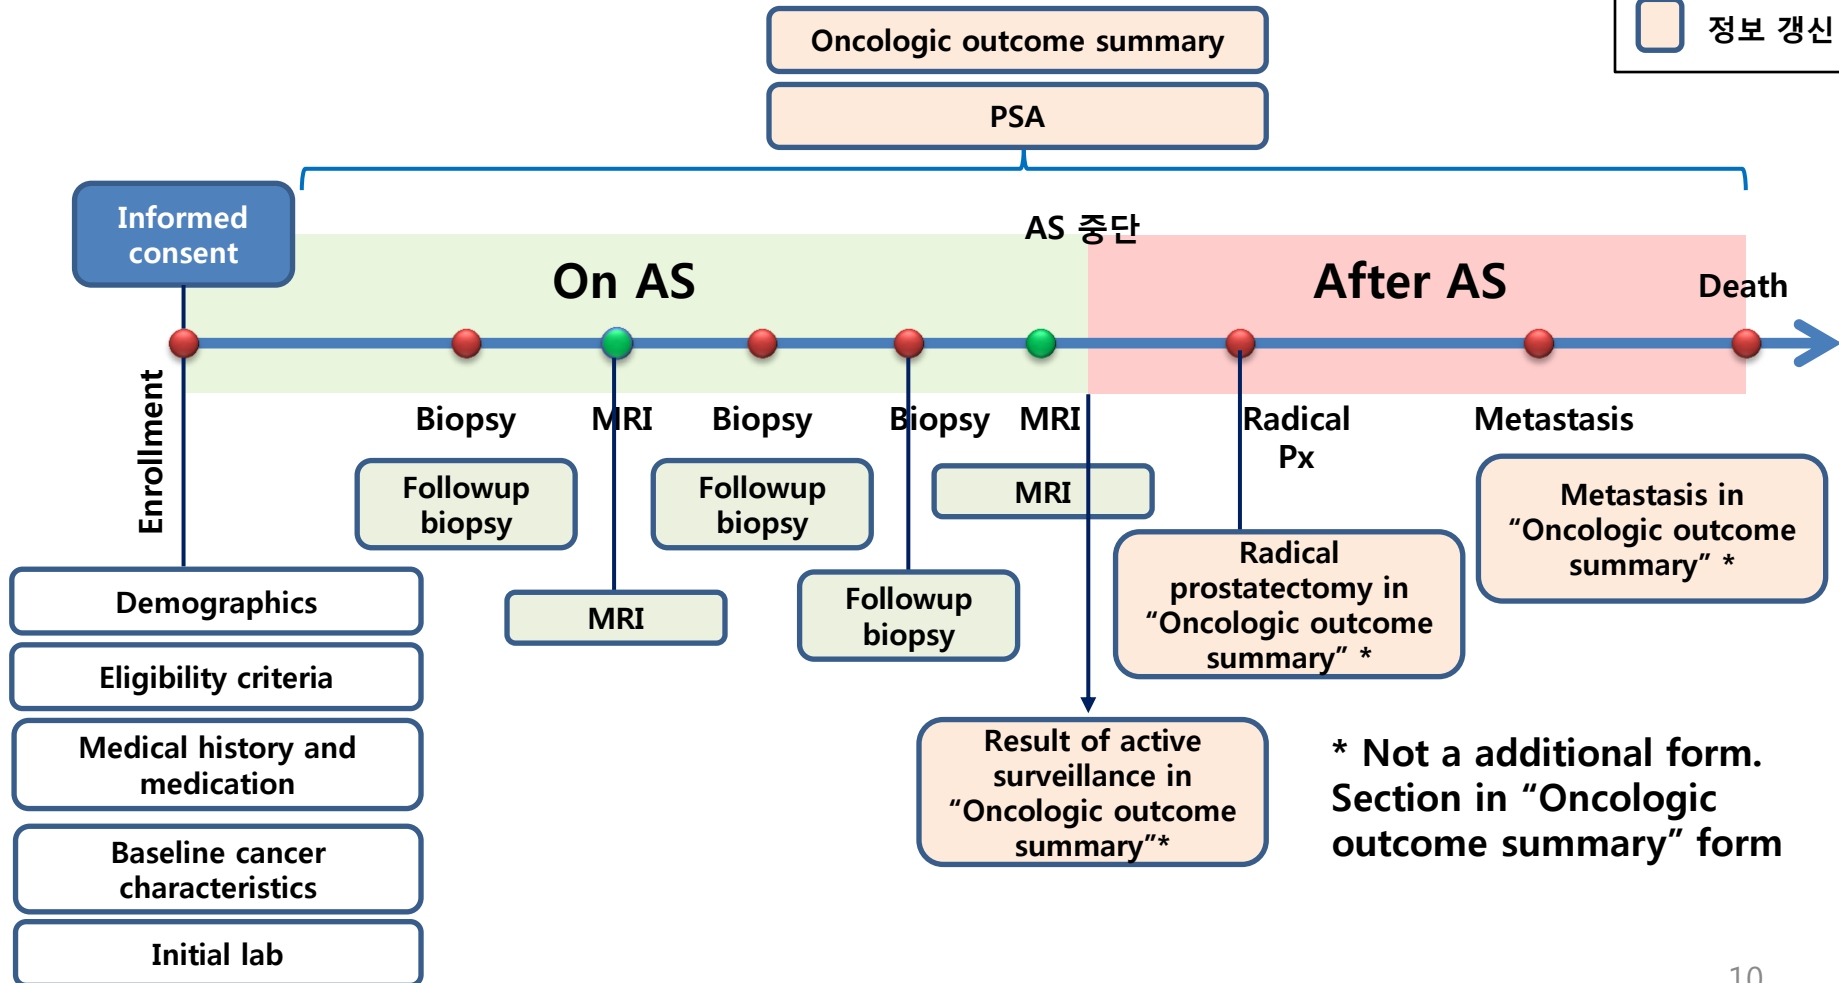 Oncologic outcome summary
정보 갱신
PSA
Informed
consent
AS 중단
On AS
After AS
Death
Enrollment
Biopsy
MRI
Biopsy
Biopsy
MRI
Radical
Px
Metastasis
Followup
biopsy
Followup
biopsy
MRI
Metastasis in
“Oncologic outcome
summary” *
Radical
prostatectomy in
“Oncologic outcome
summary” *
MRI
Followup
biopsy
Demographics
Eligibility criteria
Medical history and
medication
Baseline cancer
characteristics
Initial lab
Result of active
surveillance in
“Oncologic outcome
summary”*
* Not a additional form.
Section in “Oncologic
outcome summary” form
10